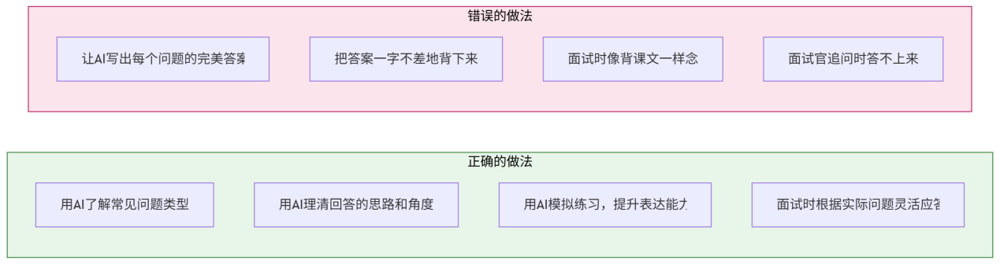 错误的做法
让AI写出每个问题的完美答案
把答案一字不差地背下来
面试时像背课文一样念
面试官追问时答不上来
正确的做法
用AI了解常见问题类型
用AI理清回答的思路和角度
用AI模拟练习，提升表达能力
面试时根据实际问题灵活应答